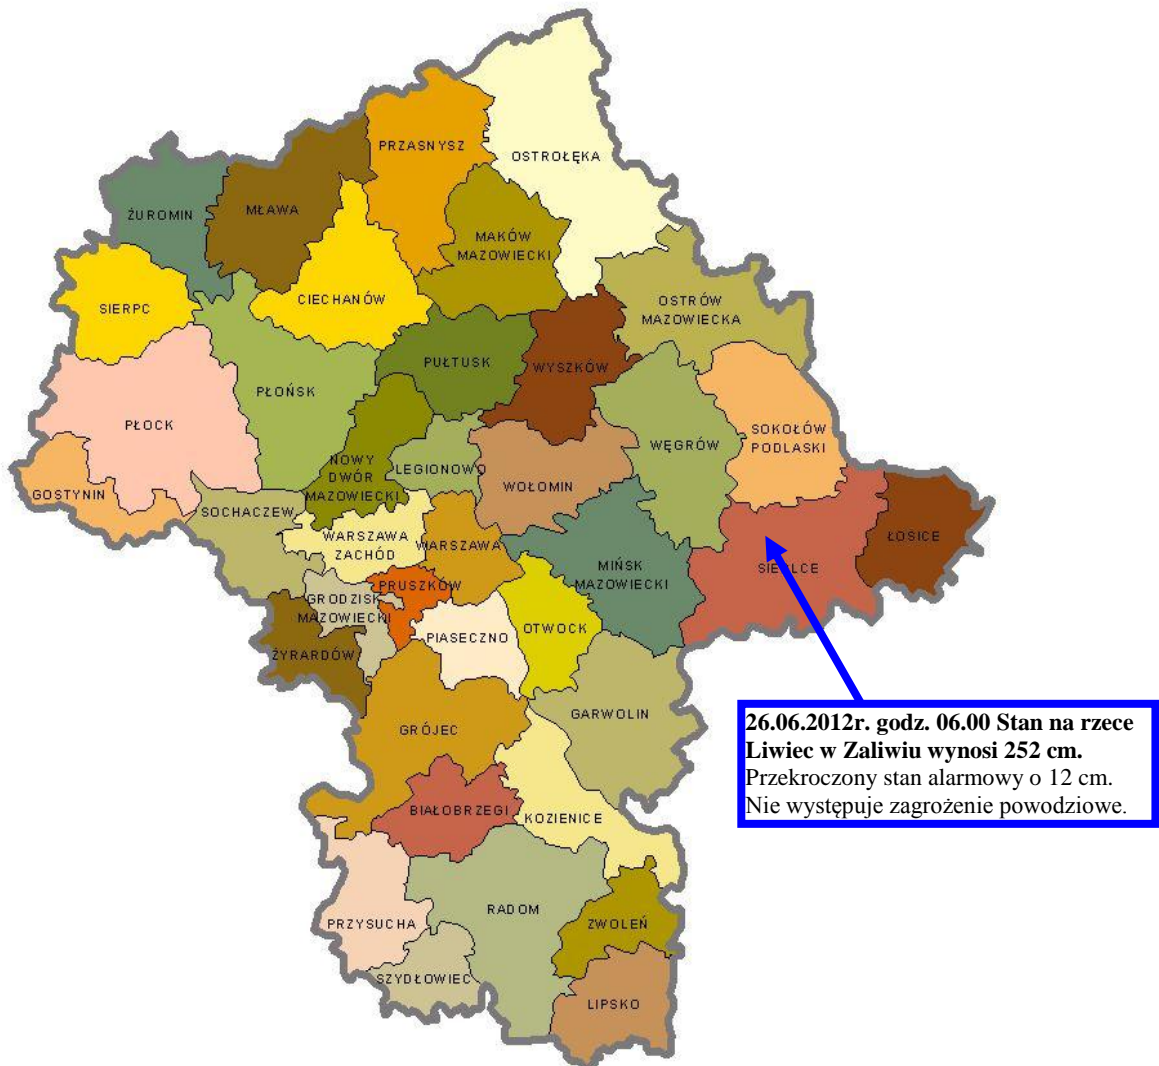 PRZASNYSZ
OSTROŁĘKA
ŻUROMIN
MŁAWA
MAKÓW
MAZOWIECKI
SIERPC
CIECHANÓW
OSTRÓW
MAZOWIECKA
PUŁTUSK
WYSZKÓW
PŁOŃSK
PŁOCK
SOKOŁÓW
PODLASKI
WĘGRÓW
NOWY
DWÓR
MAZOWIECKI
LEGIONOWO
WOŁOMIN
GOSTYNIN
SOCHACZEW
WARSZAWA
ZACHÓD
WARSZAWA
ŁOSICE
MIŃSK
MAZOWIECKI
SIEDLCE
PRUSZKÓW
GRODZISK
MAZOWIECKI
PIASECZNO
OTWOCK
ŻYRARDÓW
GARWOLIN
GRÓJEC
26.06.2012r. godz. 06.00 Stan na rzece
Liwiec w Zaliwiu wynosi 252 cm.
Przekroczony stan alarmowy o 12 cm.
Nie występuje zagrożenie powodziowe.
BIAŁOBRZEGI
KOZIENICE
RADOM
PRZYSUCHA
ZWOLEŃ
SZYDŁOWIEC
LIPSKO